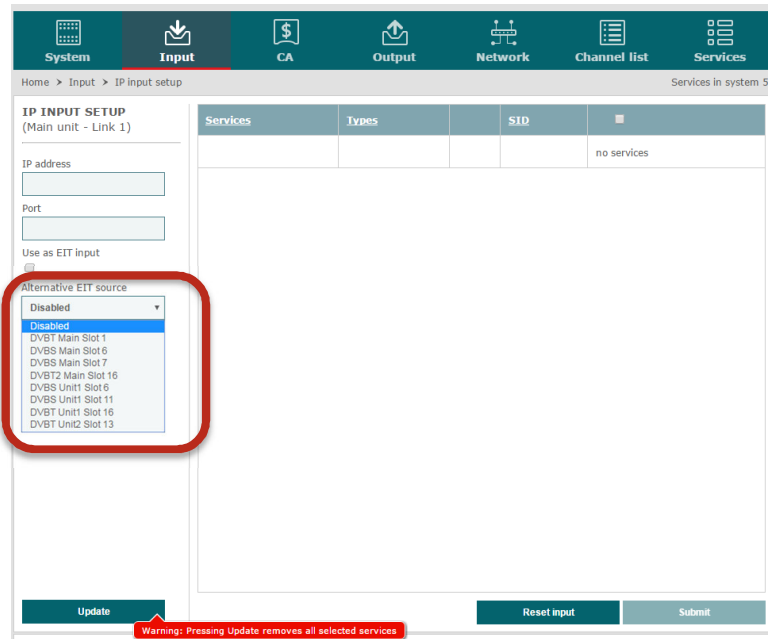 System Input CA Output Network Channel list Services
Home > Input > IP input setup Services in system 5
IP INPUT SETUP
(Main unit - Link 1)
Services Types SID
no services
IP address
Port
Use as EIT input
Alternative EIT source
Disabled
Disabled
DVBT Main Slot 1
DVBS Main Slot 6
DVBS Main Slot 7
DVBT2 Main Slot 16
DVBS Unit1 Slot 6
DVBS Unit1 Slot 11
DVBT Unit1 Slot 16
DVBT Unit2 Slot 13
Update Reset input Submit
Warning: Pressing Update removes all selected services